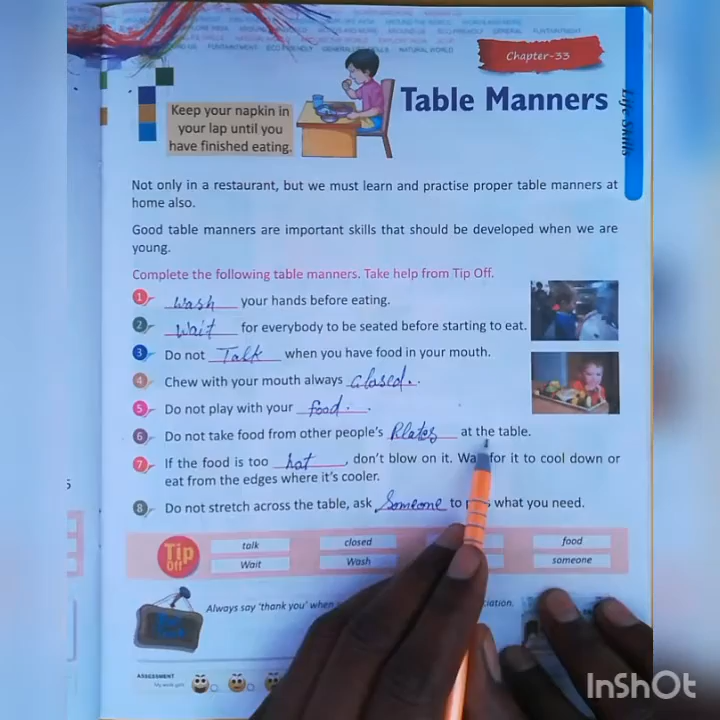 Chapter-33
Life Skills
Table Manners
Keep your napkin in
your lap until you
have finished eating.
Not only in a restaurant, but we must learn and practise proper table manners at
home also.
Good table manners are important skills that should be developed when we are
young.
Complete the following table manners. Take help from Tip Off.
1 Wash your hands before eating.
2 Wait for everybody to be seated before starting to eat.
3 Do not Talk when you have food in your mouth.
4 Chew with your mouth always closed.
5 Do not play with your food.
6 Do not take food from other people's Plates at the table.
7 If the food is too hot, don't blow on it. for it to cool down or
eat from the edges where it's cooler.
8 Do not stretch across the table, ask Someone to what you need.
Tip Off
talk closed food
Wait Wash someone
Always say 'thank you' when
ASSESSMENT
InShOt